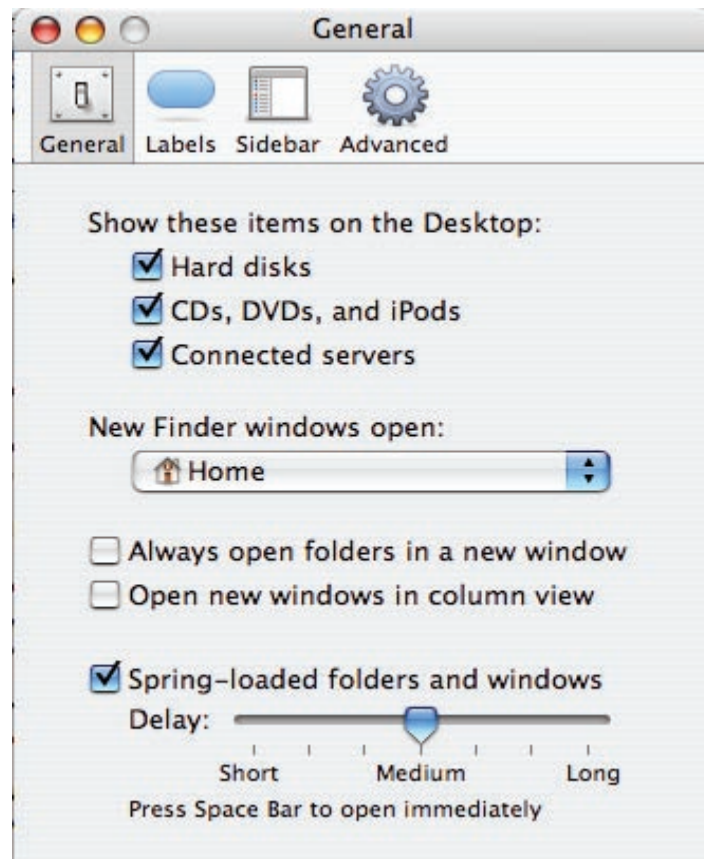 General
General Labels Sidebar Advanced
Show these items on the Desktop:
Hard disks
CDs, DVDs, and iPods
Connected servers
New Finder windows open:
Home
Always open folders in a new window
Open new windows in column view
Spring-loaded folders and windows
Delay:
Short Medium Long
Press Space Bar to open immediately